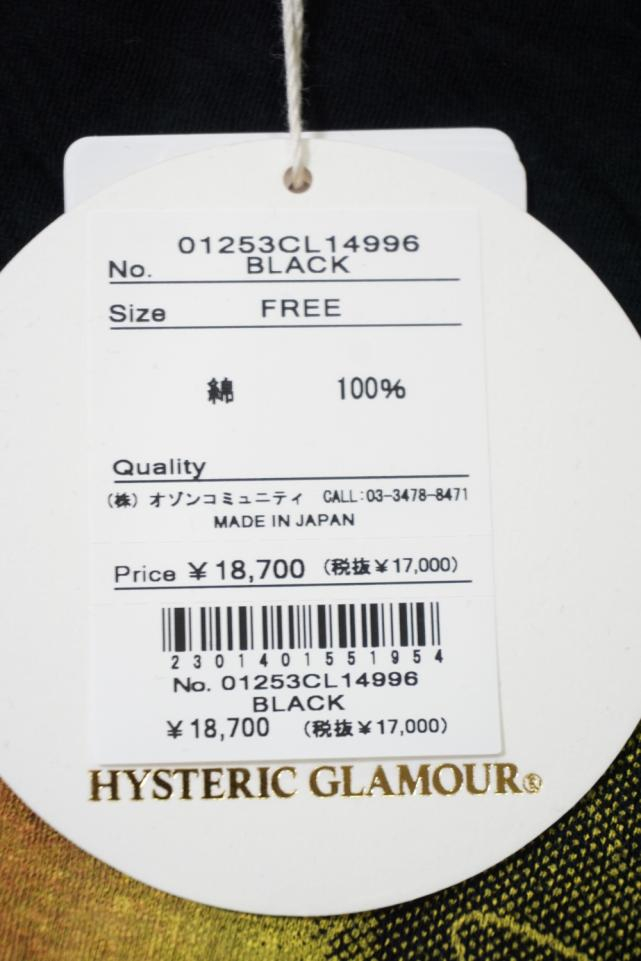 01253CL14996
No. BLACK
Size FREE
綿 100%
Quality
(株) オゾンコミュニティ CALL:03-3478-8471
MADE IN JAPAN
Price ¥18,700 (税抜¥17,000)
2301401551954
No. 01253CL14996
BLACK
¥18,700 (税抜¥17,000)
HYSTERIC GLAMOUR®